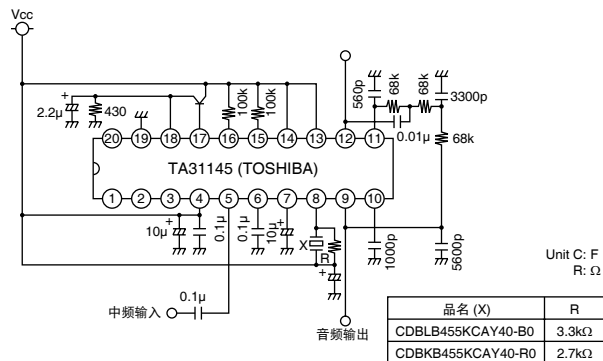 Vcc
2.2μ
430
100k
100k
560p
68k
68k
3300p
0.01μ
68k
20 19 18 17 16 15 14 13 12 11
TA31145 (TOSHIBA)
1 2 3 4 5 6 7 8 9 10
10μ
0.1μ
0.1μ
10μ
X
R
1000p
5600p
Unit C: F
R: Ω
0.1μ
中频输入
音频输出
品名 (X) R
CDBLB455KCAY40-B0 3.3kΩ
CDBKB455KCAY40-R0 2.7kΩ